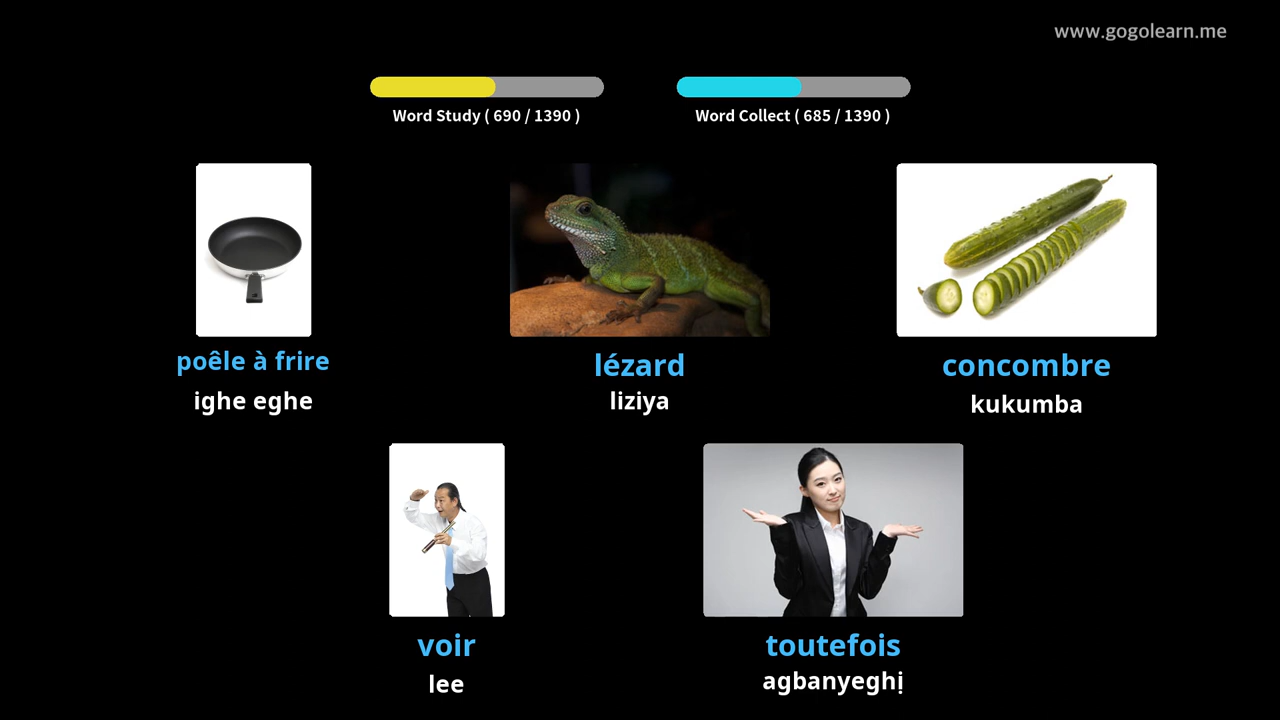 www.gogolearn.me
Word Study ( 690 / 1390 )
Word Collect ( 685 / 1390 )
poêle à frire
ighe eghe
lézard
liziya
concombre
kukumba
voir
lee
toutefois
agbanyeghị